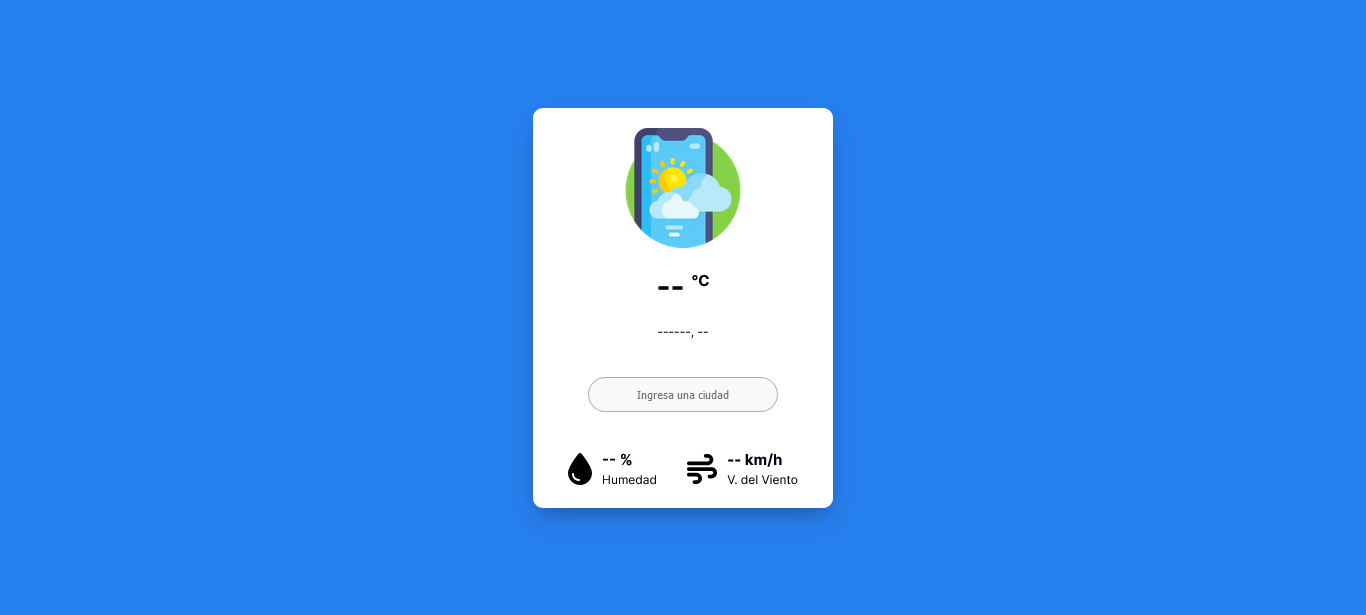 -- °C
------, --
Ingresa una ciudad
-- %
Humedad
-- km/h
V. del Viento